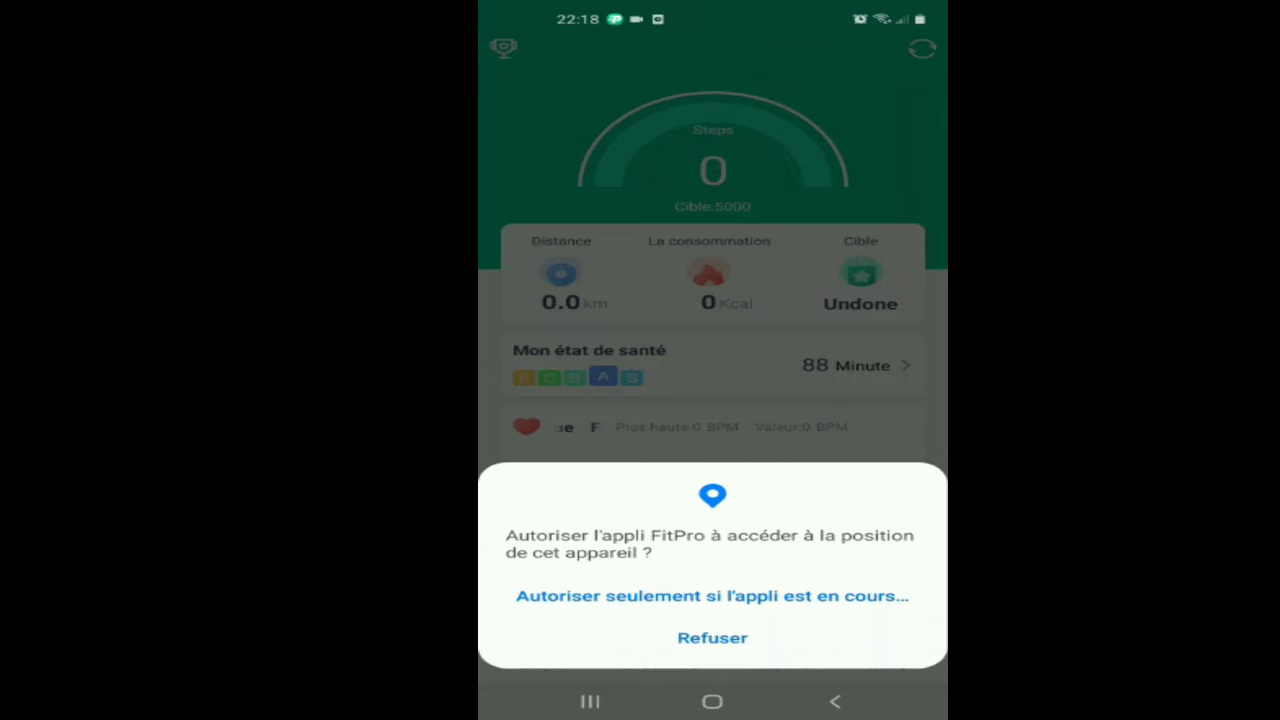 22:18
Steps
0
Cible:5000
Distance La consommation Cible
0.0 km 0 Kcal Undone
Mon état de santé
88 Minute
F C B A S
Plus haute:0 BPM Valeur:0 BPM
Autoriser l'appli FitPro à accéder à la position
de cet appareil ?
Autoriser seulement si l'appli est en cours...
Refuser